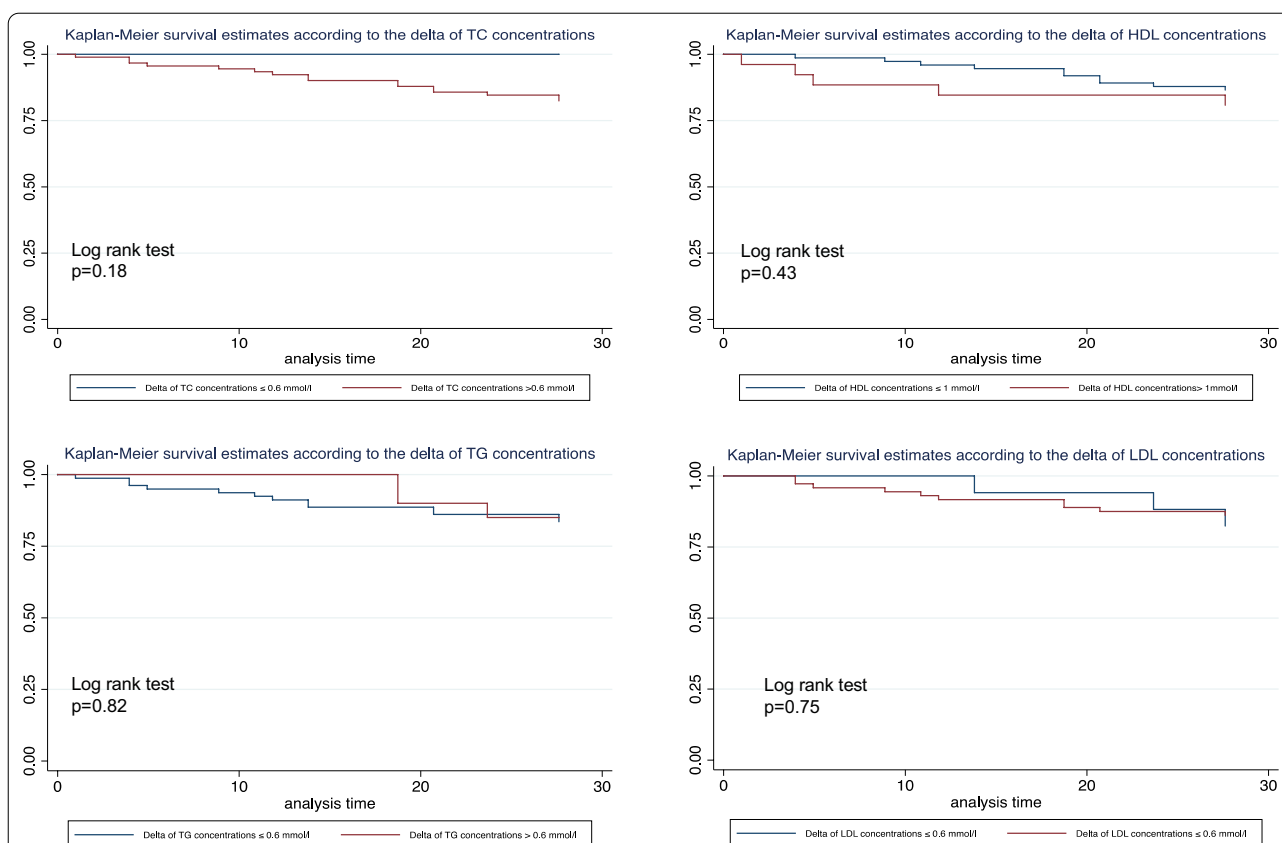 Kaplan-Meier survival estimates according to the delta of TC concentrations
1.00
0.75
0.50
0.25
0.00
Log rank test
p=0.18
0 10 20 30
analysis time
Delta of TC concentrations ≤ 0.6 mmol/l Delta of TC concentrations >0.6 mmol/l
Kaplan-Meier survival estimates according to the delta of HDL concentrations
1.00
0.75
0.50
0.25
0.00
Log rank test
p=0.43
0 10 20 30
analysis time
Delta of HDL concentrations ≤ 1 mmol/l Delta of HDL concentrations> 1mmol/l
Kaplan-Meier survival estimates according to the delta of TG concentrations
1.00
0.75
0.50
0.25
0.00
Log rank test
p=0.82
0 10 20 30
analysis time
Delta of TG concentrations ≤ 0.6 mmol/l Delta of TG concentrations > 0.6 mmol/l
Kaplan-Meier survival estimates according to the delta of LDL concentrations
1.00
0.75
0.50
0.25
0.00
Log rank test
p=0.75
0 10 20 30
analysis time
Delta of LDL concentrations ≤ 0.6 mmol/l Delta of LDL concentrations ≤ 0.6 mmol/l